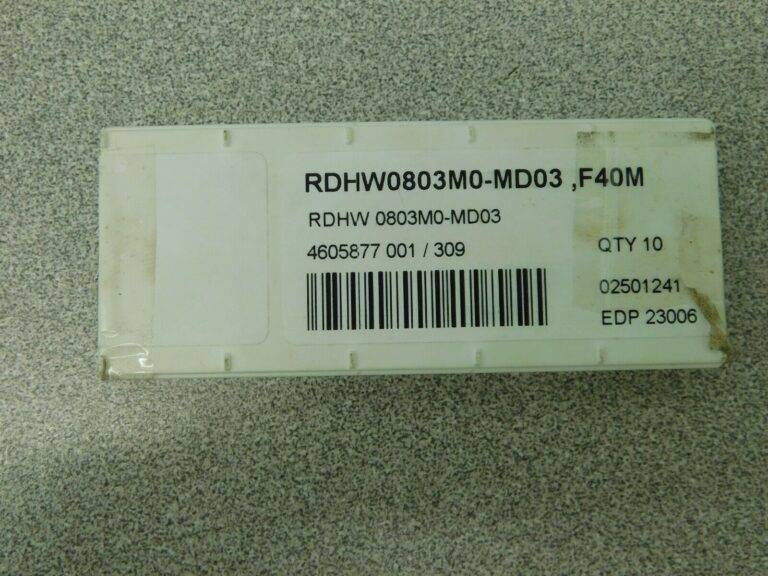 RDHW0803M0-MD03 ,F40M
RDHW 0803M0-MD03
4605877 001 / 309
QTY 10
02501241
EDP 23006